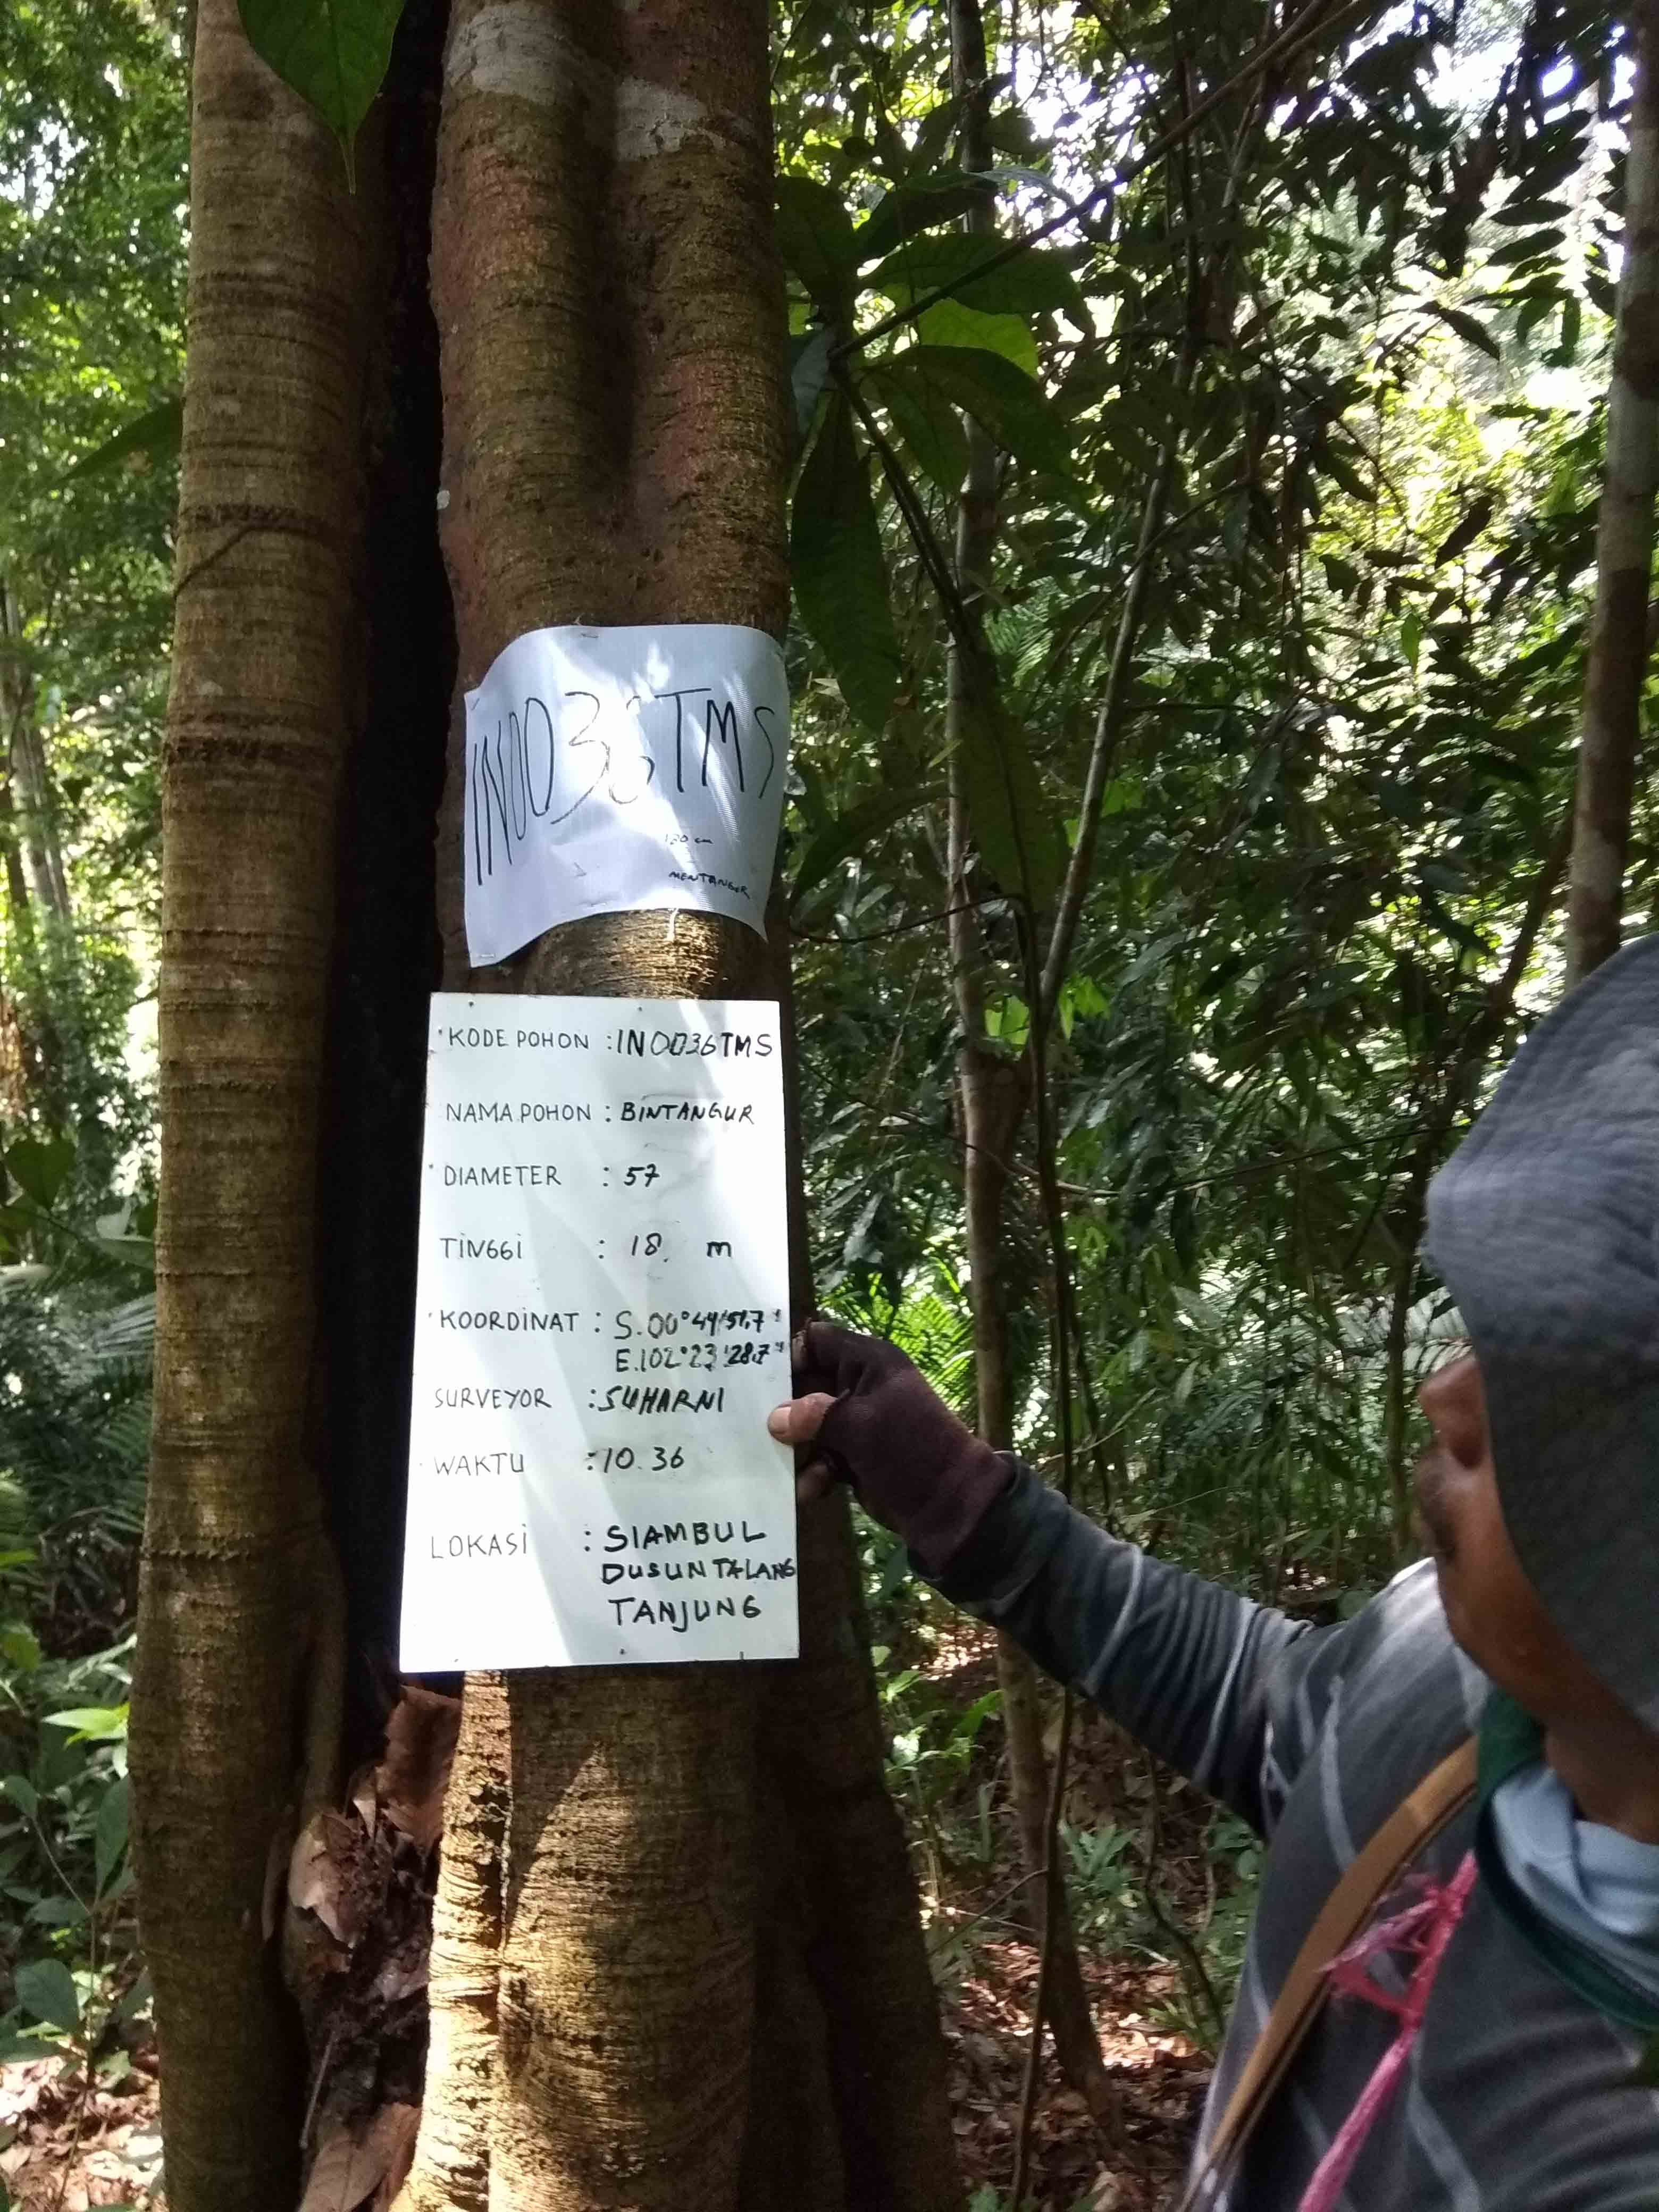 IN0036TMS
180 cm
MENTANGUR
KODE POHON : IN0036TMS
NAMA POHON : BINTANGUR
DIAMETER : 57
TINGGI : 18 m
KOORDINAT : S.00°44'51,7"
E.102°23'28,7"
SURVEYOR : SUHARNI
WAKTU : 10.36
LOKASI : SIAMBUL
DUSUN TALANG
TANJUNG